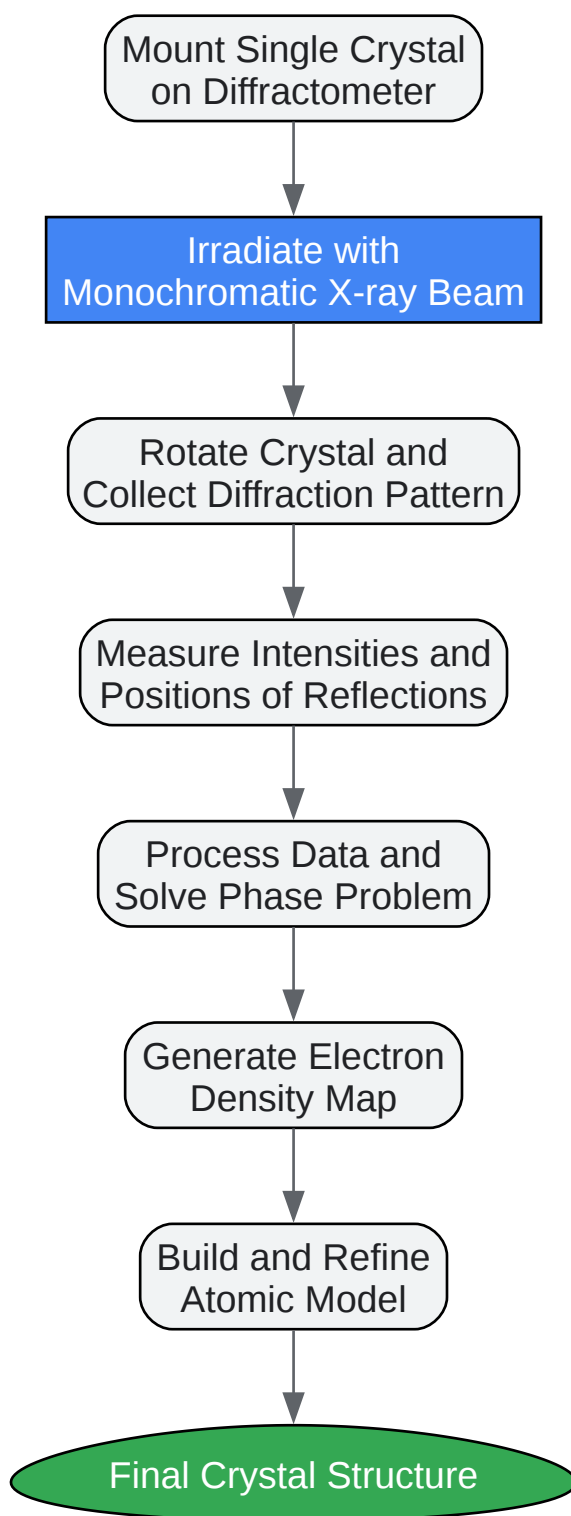 Mount Single Crystal
on Diffractometer
Irradiate with
Monochromatic X-ray Beam
Rotate Crystal and
Collect Diffraction Pattern
Measure Intensities and
Positions of Reflections
Process Data and
Solve Phase Problem
Generate Electron
Density Map
Build and Refine
Atomic Model
Final Crystal Structure